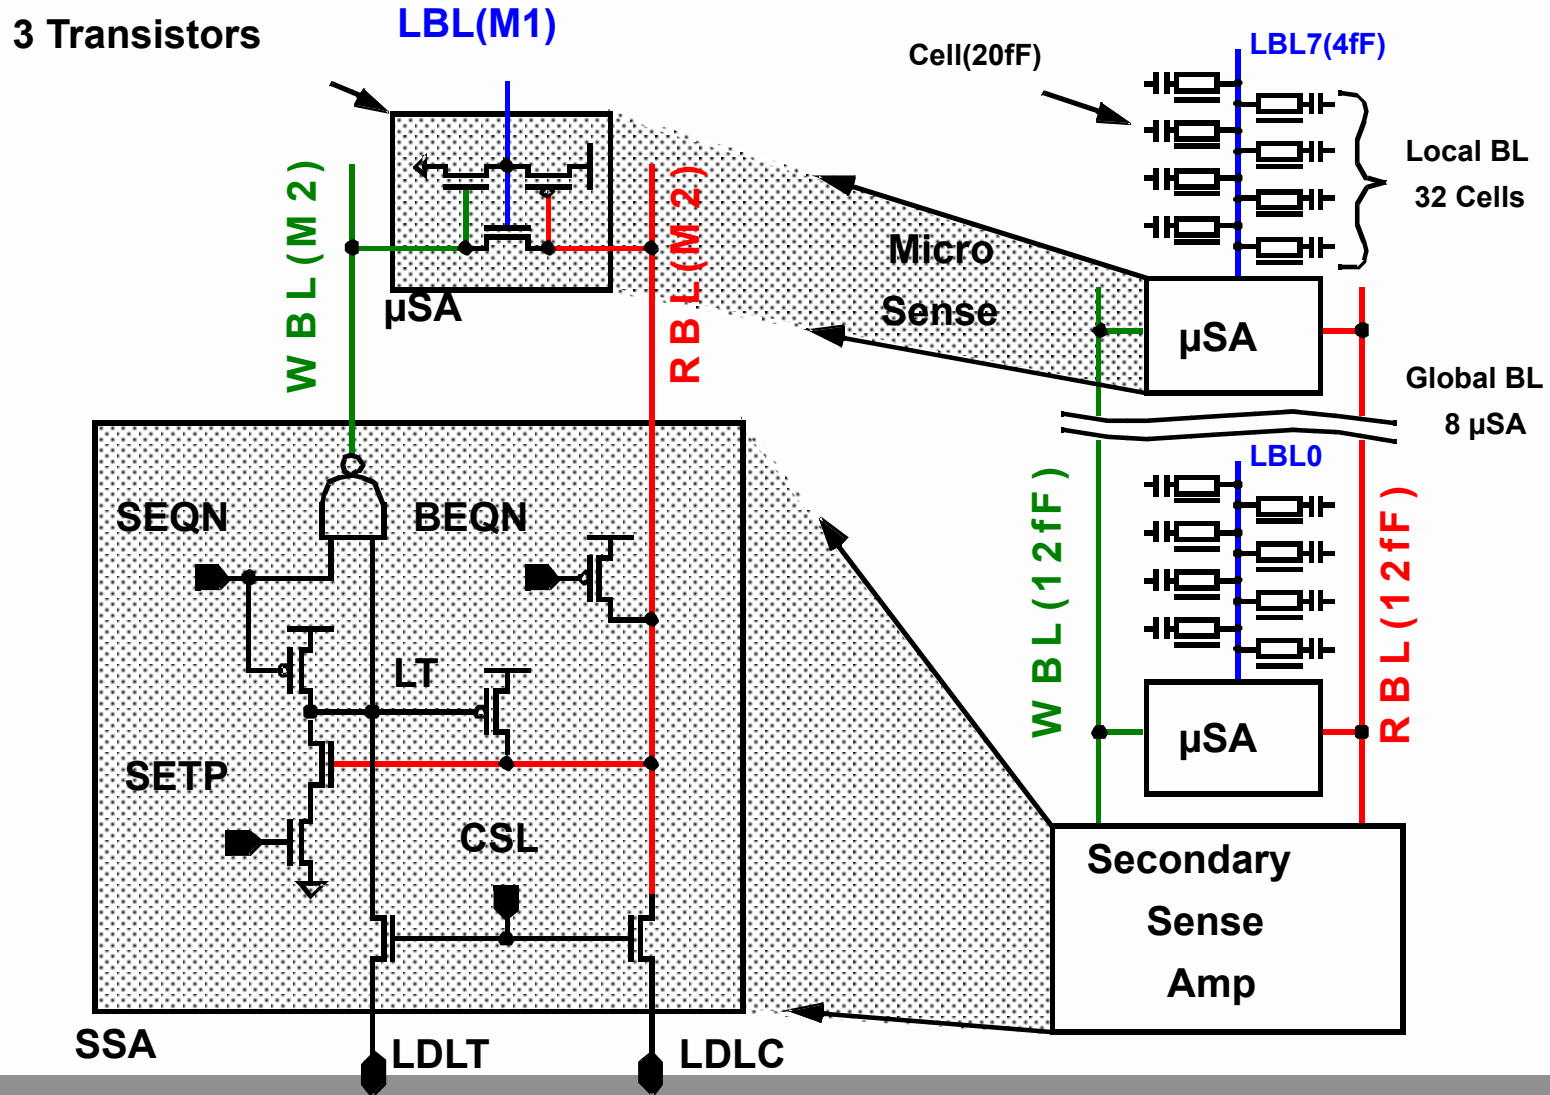 3 Transistors
LBL(M1)
Cell(20fF)
LBL7(4fF)
Local BL
32 Cells
WBL(M2)
RBL(M2)
µSA
Micro
Sense
µSA
Global BL
8 µSA
LBL0
SEQN
BEQN
WBL(12fF)
RBL(12fF)
LT
µSA
SETP
CSL
Secondary
Sense
Amp
SSA
LDLT
LDLC